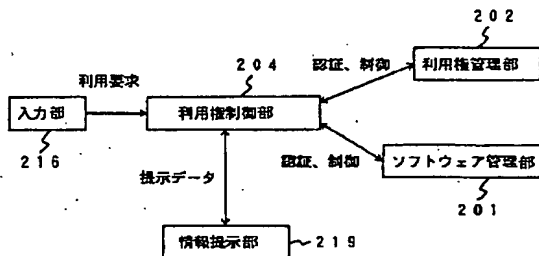 202
204
認証、制御
利用権管理部
利用要求
入力部
利用権制御部
216
認証、制御
ソフトウェア管理部
提示データ
201
情報提示部
219